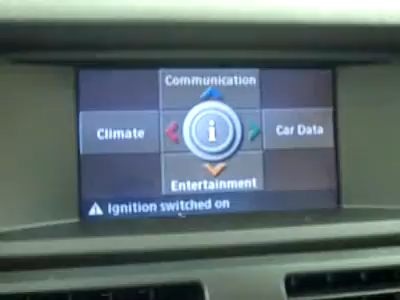 Communication
Climate
i
Car Data
Entertainment
Ignition switched on